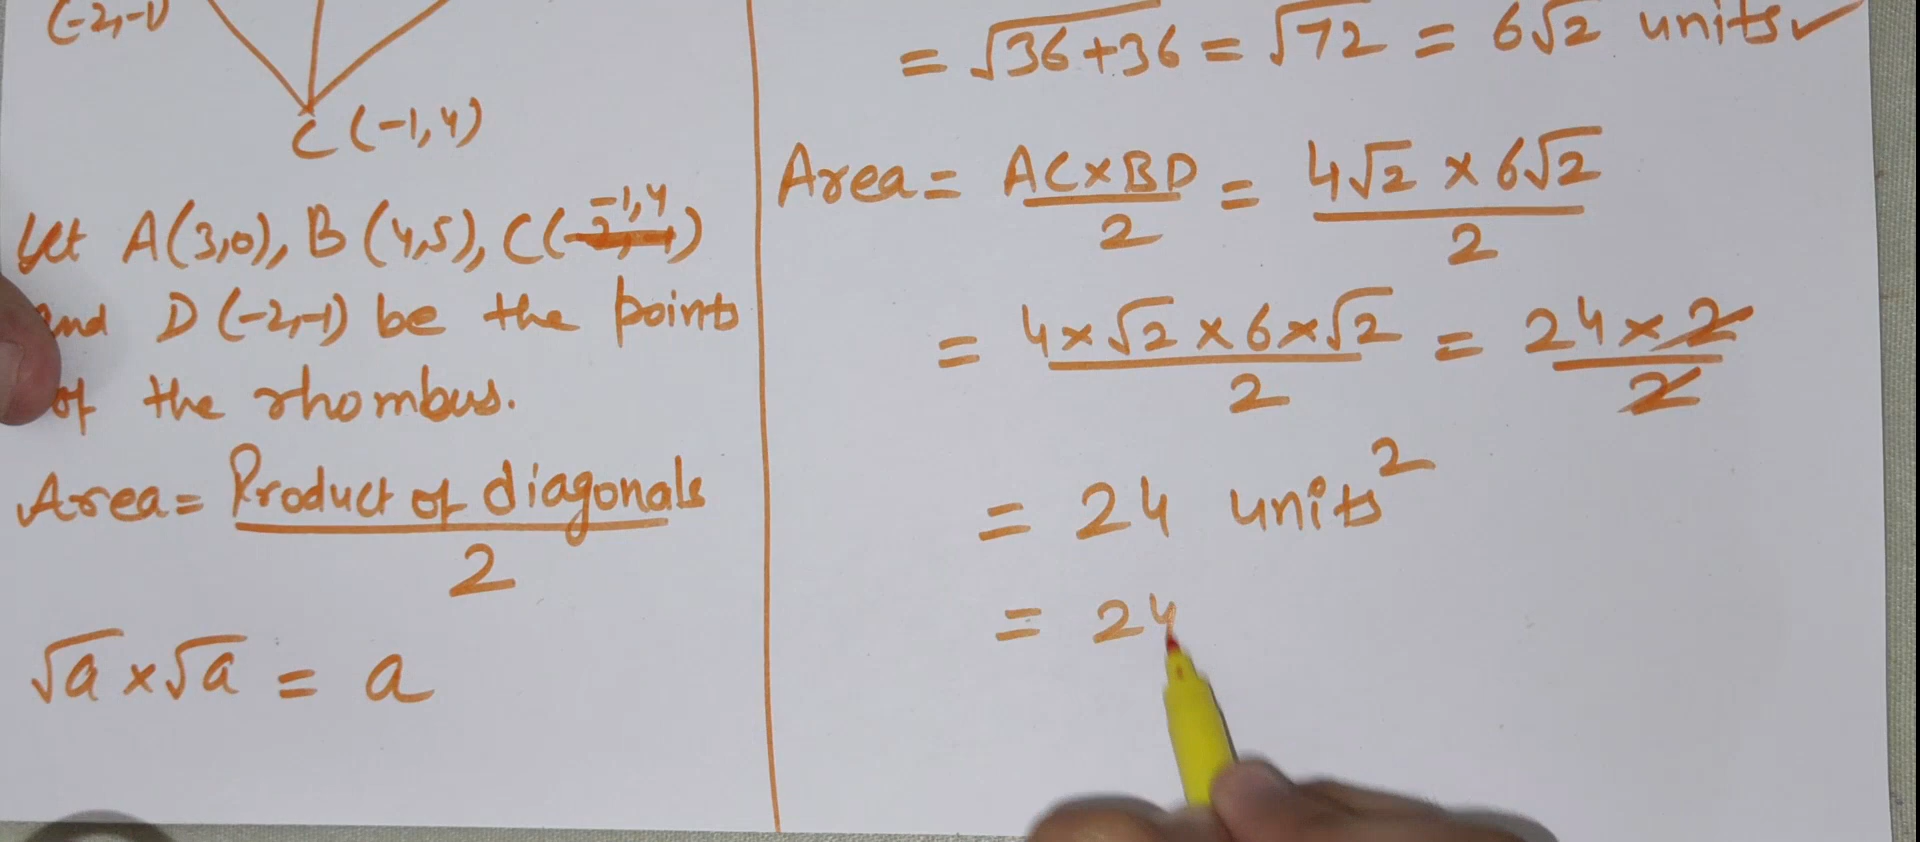 (-2,-1)
C (-1,4)
Let A(3,0), B (4,5), C(-1,4)
and D (-2,-1) be the points
of the rhombus.
Area = Product of diagonals / 2
√a × √a = a
= √36+36 = √72 = 6√2 units ✓
Area = AC×BD / 2 = 4√2 × 6√2 / 2
= 4×√2×6×√2 / 2 = 24×2 / 2
= 24 units²
= 24